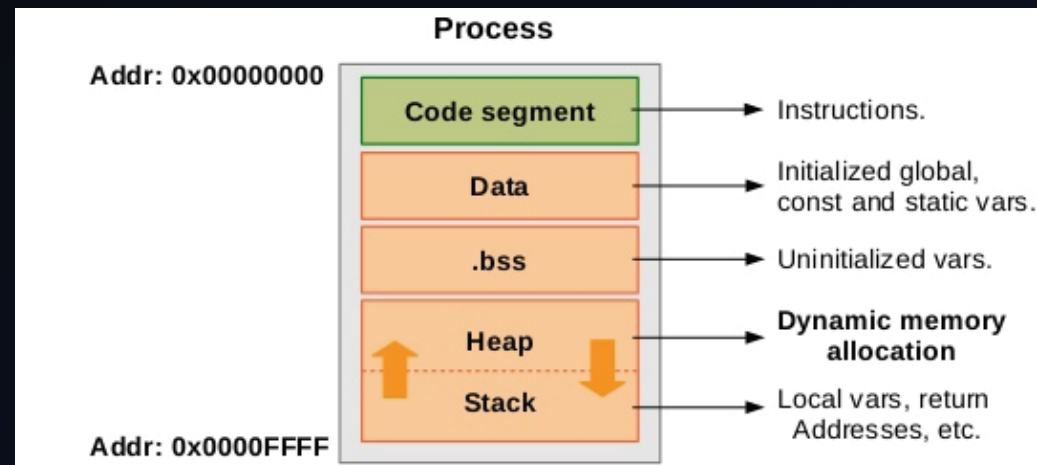 Process
Addr: 0x00000000
Code segment
Instructions.
Data
Initialized global,
const and static vars.
.bss
Uninitialized vars.
Heap
Dynamic memory
allocation
Stack
Local vars, return
Addresses, etc.
Addr: 0x0000FFFF